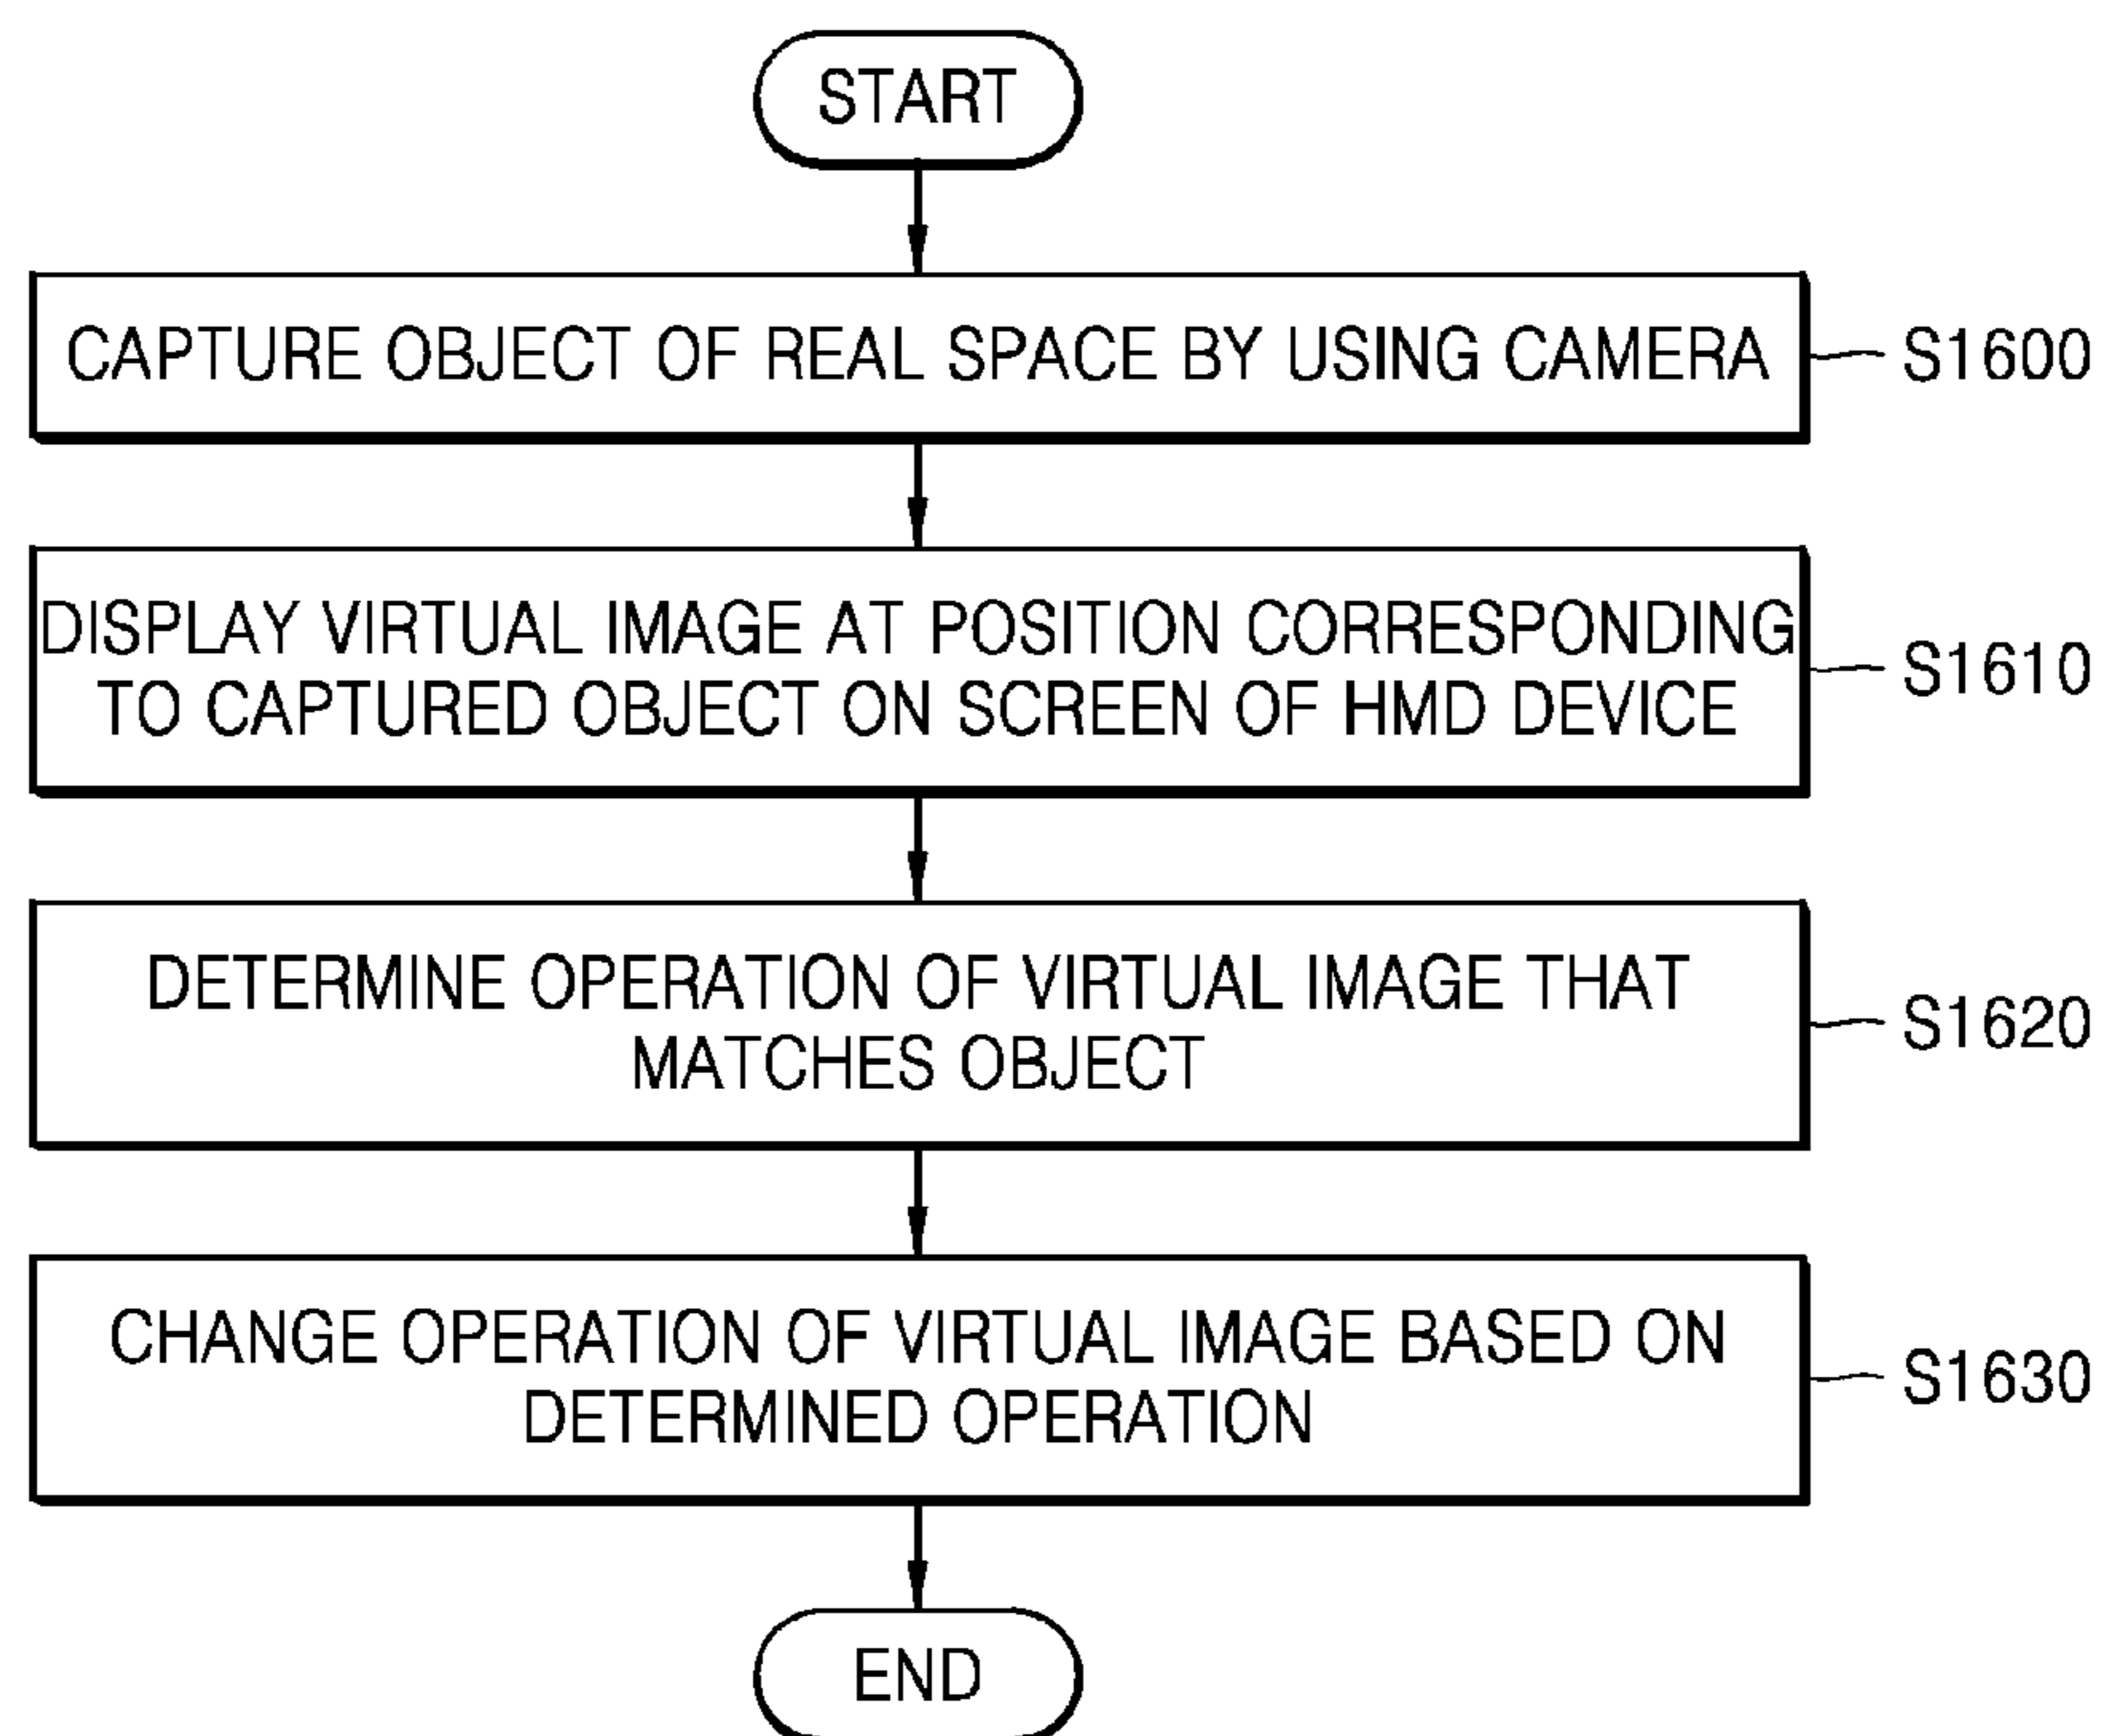 START
CAPTURE OBJECT OF REAL SPACE BY USING CAMERA
S1600
DISPLAY VIRTUAL IMAGE AT POSITION CORRESPONDING
TO CAPTURED OBJECT ON SCREEN OF HMD DEVICE
S1610
DETERMINE OPERATION OF VIRTUAL IMAGE THAT
MATCHES OBJECT
S1620
CHANGE OPERATION OF VIRTUAL IMAGE BASED ON
DETERMINED OPERATION
S1630
END